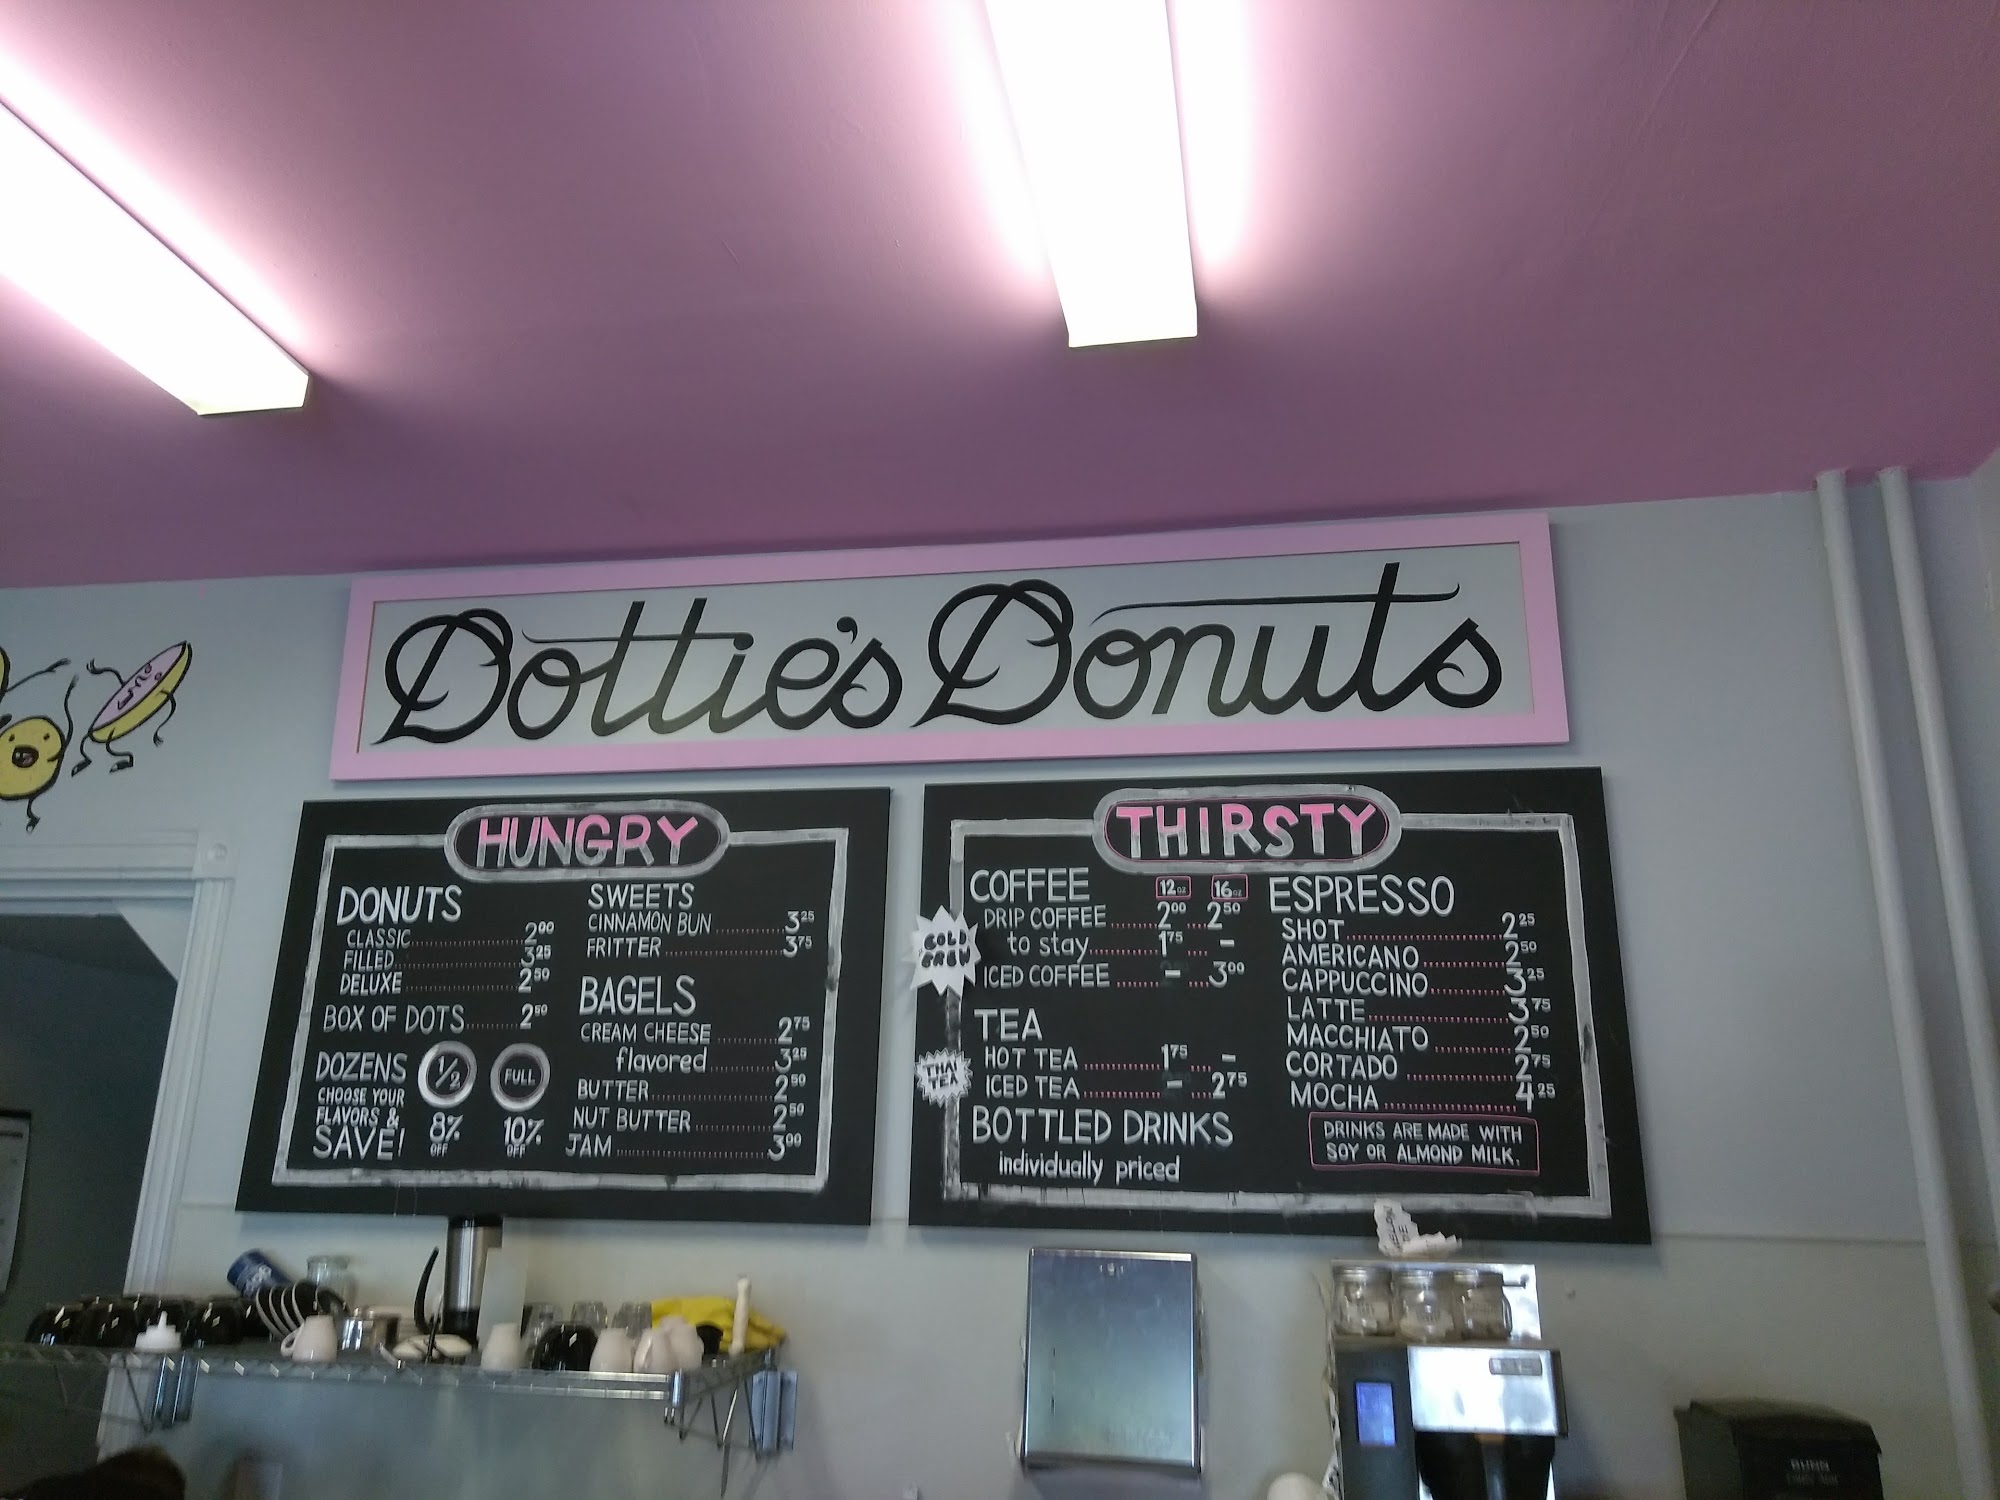 Dottie's Donuts
HUNGRY
DONUTS
CLASSIC 2.00
FILLED 3.25
DELUXE 2.50
BOX OF DOTS 2.50
DOZENS 1/2 FULL
CHOOSE YOUR
FLAVORS &
SAVE! 8% OFF 10% OFF
SWEETS
CINNAMON BUN 3.25
FRITTER 3.75
BAGELS
CREAM CHEESE 2.75
flavored 3.25
BUTTER 2.50
NUT BUTTER 2.50
JAM 3.00
THIRSTY
COFFEE 12oz 16oz
DRIP COFFEE 2.00 2.50
to stay 1.75 -
COLD BREW
ICED COFFEE - 3.00
TEA
HOT TEA 1.75 -
THAI TEA
ICED TEA - 2.75
BOTTLED DRINKS
individually priced
ESPRESSO
SHOT 2.25
AMERICANO 2.50
CAPPUCCINO 3.25
LATTE 3.75
MACCHIATO 2.50
CORTADO 2.75
MOCHA 4.25
DRINKS ARE MADE WITH
SOY OR ALMOND MILK.
BUNN